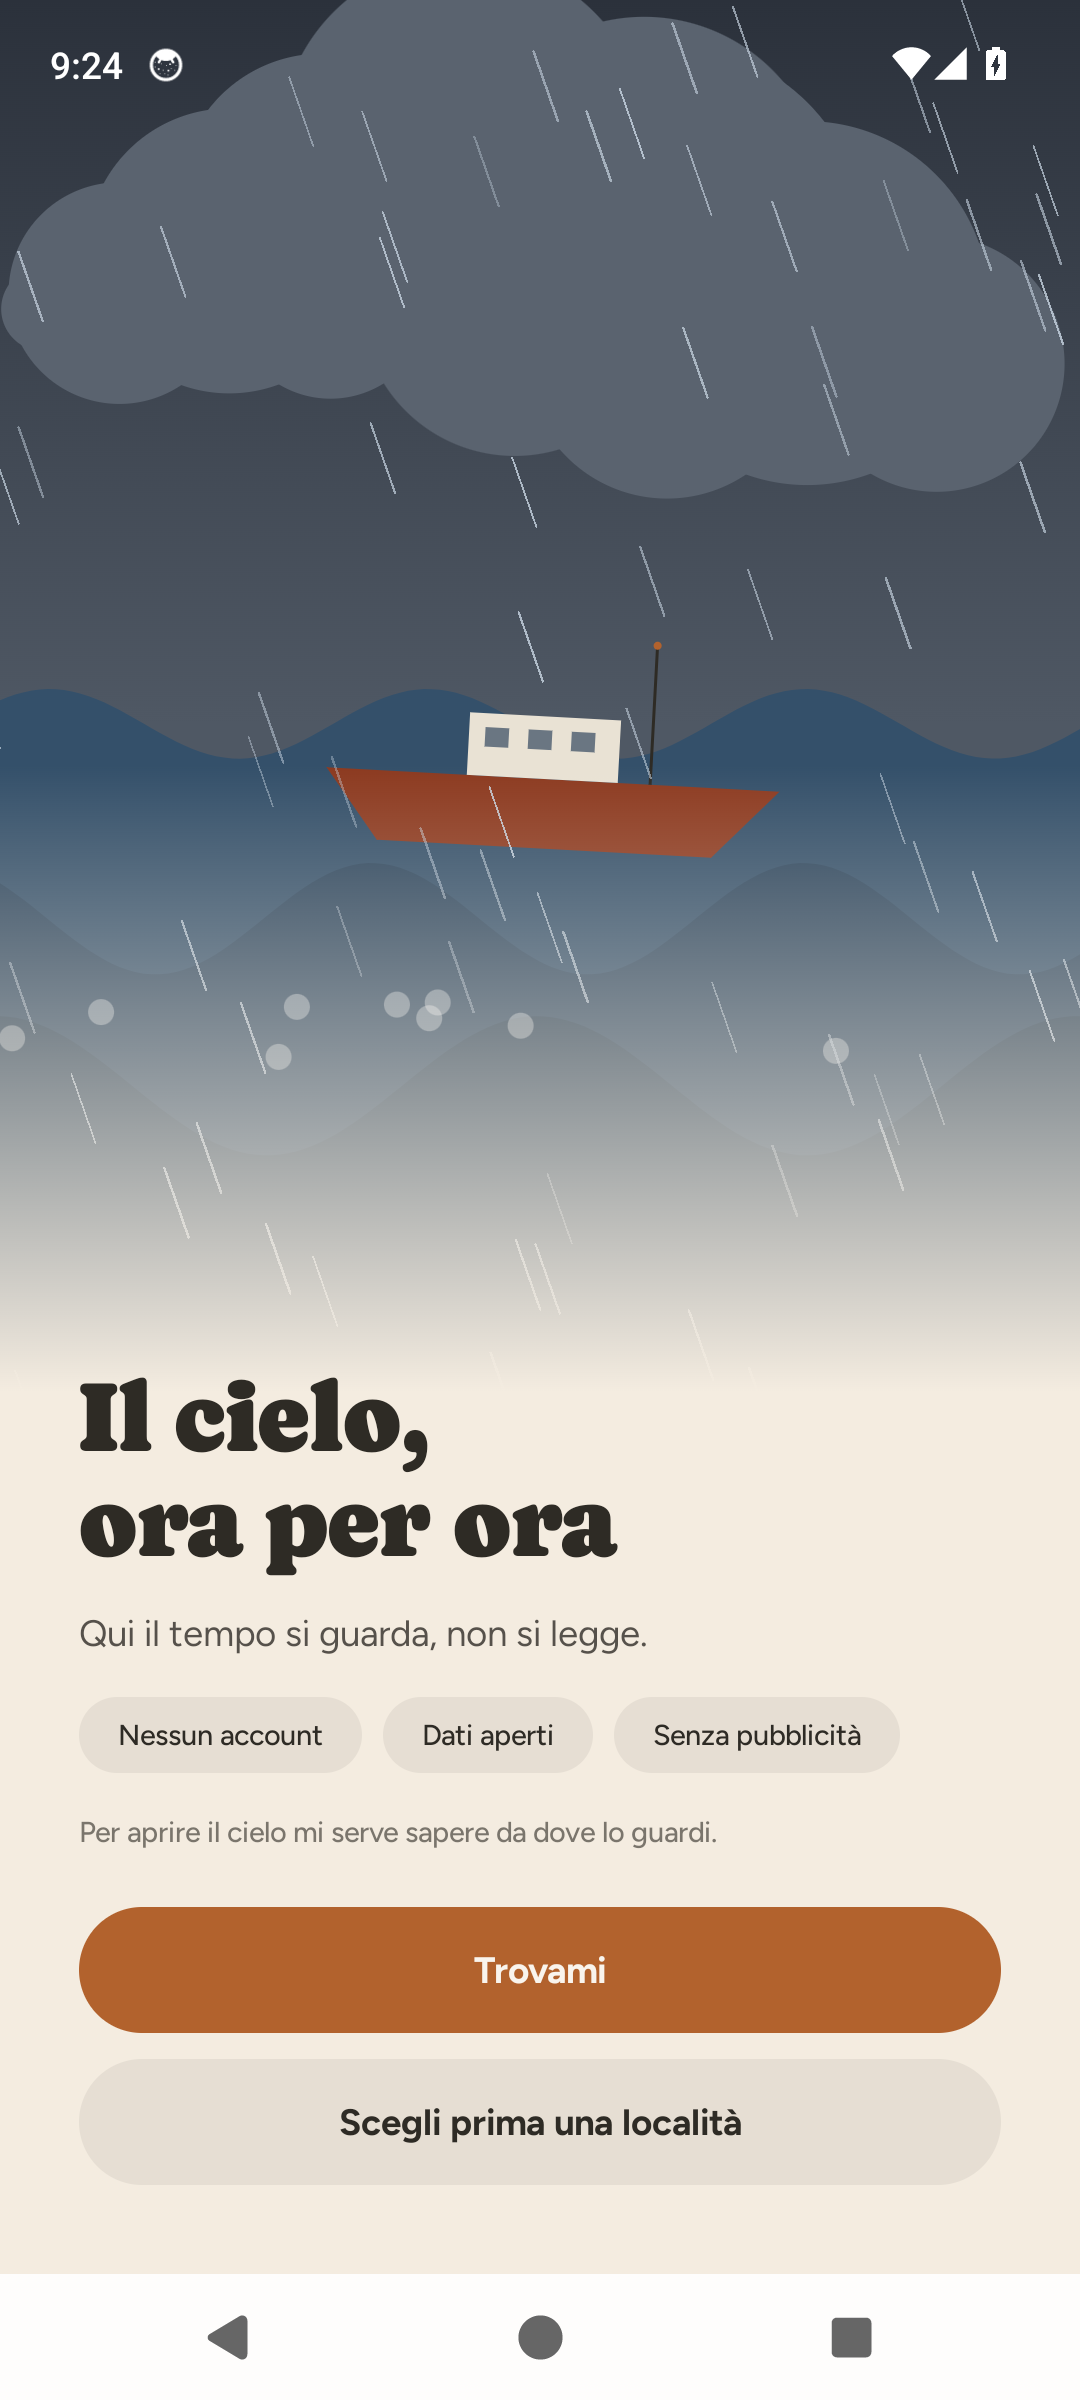 9:24
Il cielo,
ora per ora
Qui il tempo si guarda, non si legge.
Nessun account
Dati aperti
Senza pubblicità
Per aprire il cielo mi serve sapere da dove lo guardi.
Trovami
Scegli prima una località